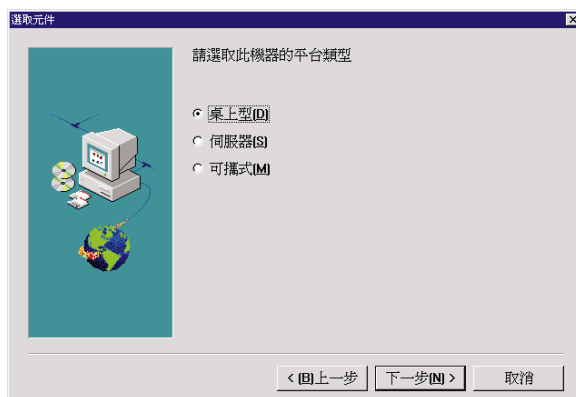 選取元件
請選取此機器的平台類型
桌上型(D)
伺服器(S)
可攜式(M)
< (B)上一步
下一步(N) >
取消